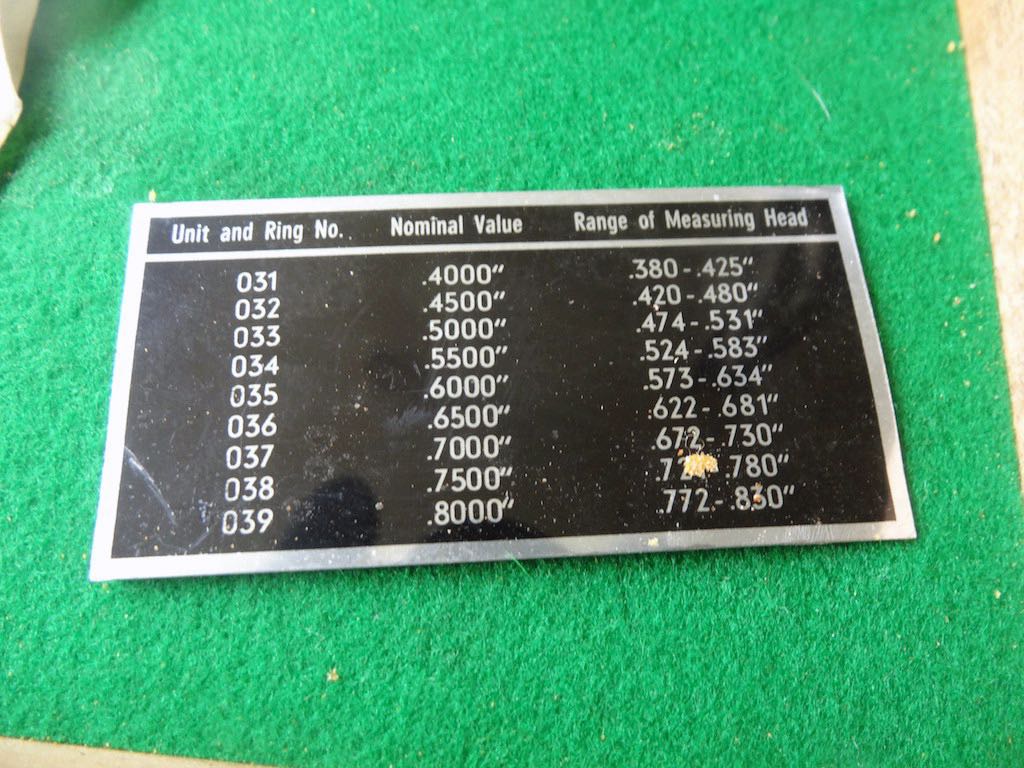 Unit and Ring No. Nominal Value Range of Measuring Head
031 .4000" .380-.425"
032 .4500" .420-.480"
033 .5000" .474-.531"
034 .5500" .524-.583"
035 .6000" .573-.634"
036 .6500" .622-.681"
037 .7000" .672-.730"
038 .7500" .780"
039 .8000" .772-.830"